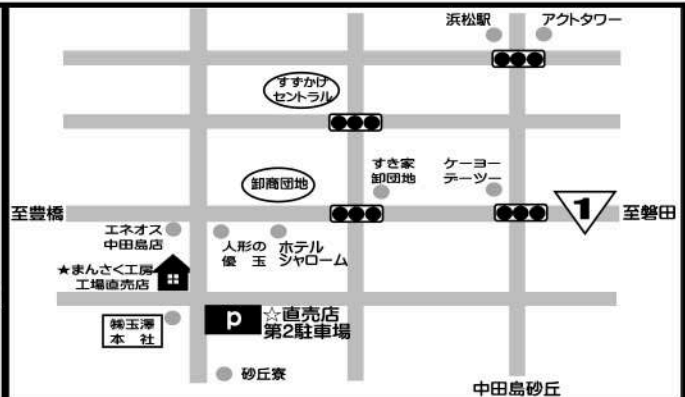 浜松駅
アクトタワー
すずかけ
セントラル
すき家
卸団地
ケーヨー
デーツー
卸商団地
至豊橋
1
至磐田
エネオス
中田島店
人形の
優玉
ホテル
シャローム
★まんさく工房
工場直売店
㈱玉澤
本社
P
☆直売店
第2駐車場
砂丘寮
中田島砂丘